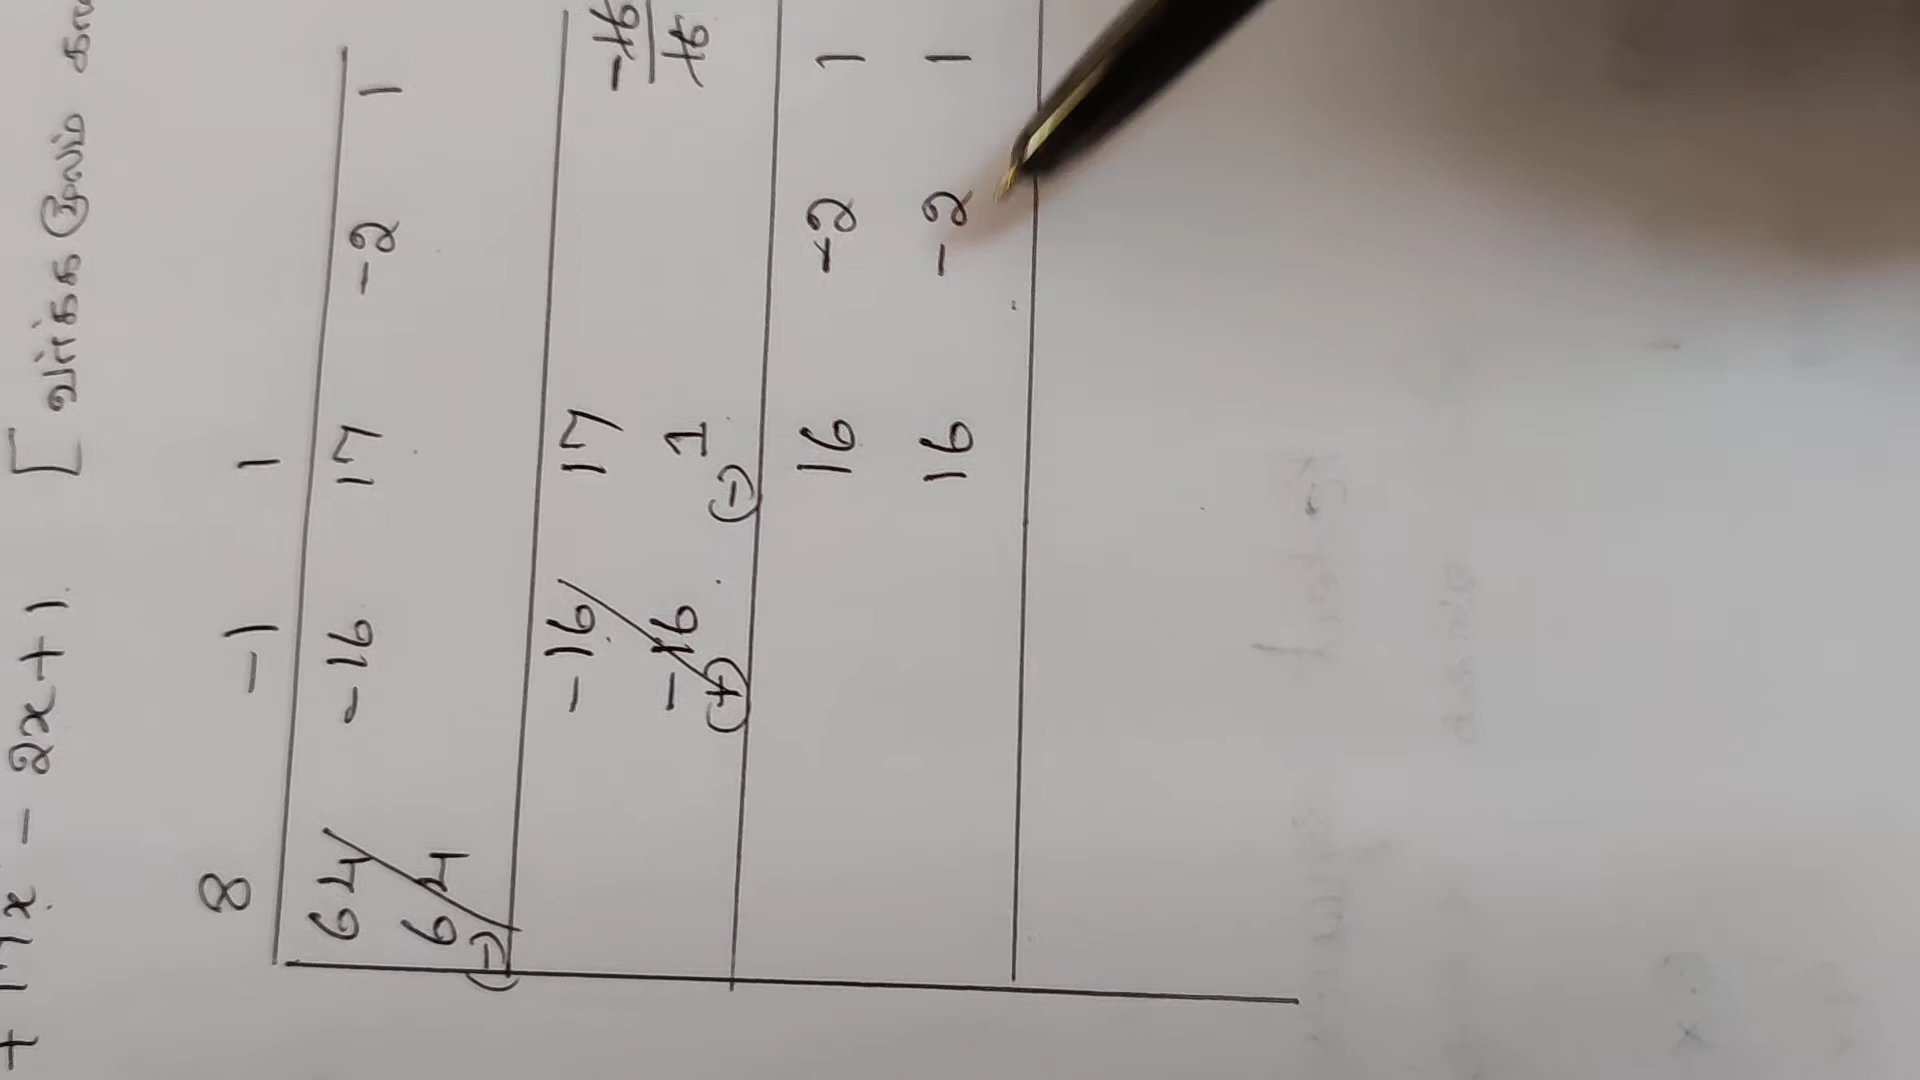 + 17x² - 2x + 1 [ வர்க்க மூலம்
8 -1 1
64 -16 17 -2 1
64
(-)
-16 17
-16 1
(+) (-)
-16
16
16 -2 1
16 -2 1